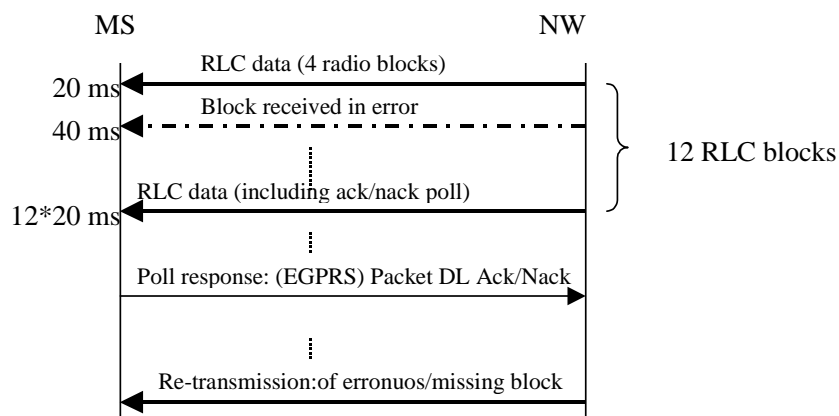 MS
NW
RLC data (4 radio blocks)
20 ms
Block received in error
40 ms
12 RLC blocks
RLC data (including ack/nack poll)
12*20 ms
Poll response: (EGPRS) Packet DL Ack/Nack
Re-transmission:of erronuos/missing block